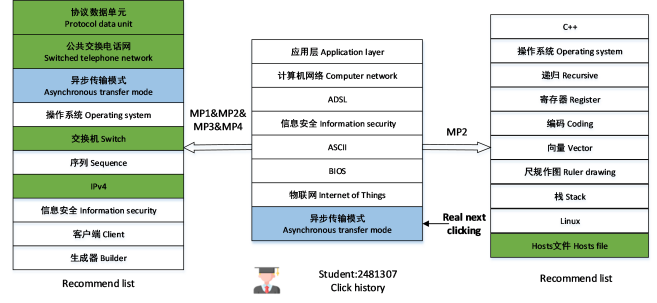 协议数据单元
Protocol data unit
公共交换电话网
Switched telephone network
异步传输模式
Asynchronous transfer mode
操作系统 Operating system
交换机 Switch
序列 Sequence
IPv4
信息安全 Information security
客户端 Client
生成器 Builder
Recommend list
MP1&MP2&
MP3&MP4
应用层 Application layer
计算机网络 Computer network
ADSL
信息安全 Information security
ASCII
BIOS
物联网 Internet of Things
异步传输模式
Asynchronous transfer mode
Student:2481307
Click history
MP2
Real next
clicking
C++
操作系统 Operating system
递归 Recursive
寄存器 Register
编码 Coding
向量 Vector
尺规作图 Ruler drawing
栈 Stack
Linux
Hosts文件 Hosts file
Recommend list